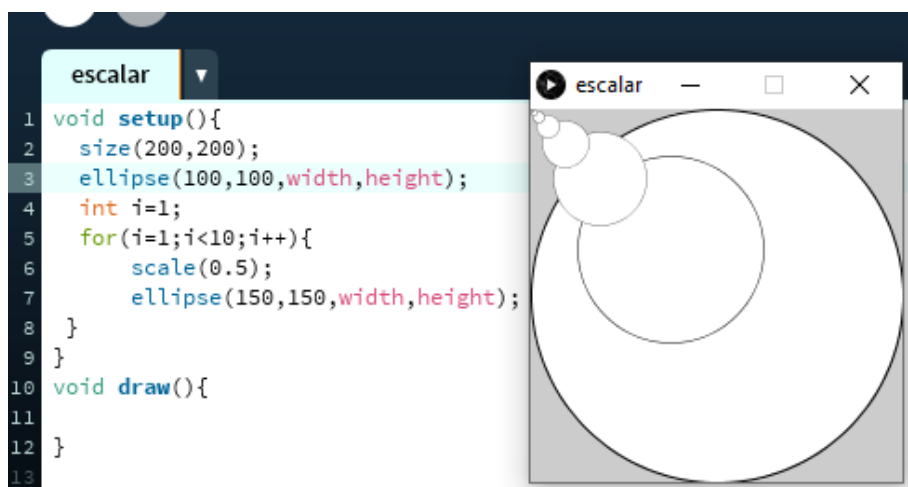 escalar ▼
escalar
1 void setup(){
2 size(200,200);
3 ellipse(100,100,width,height);
4 int i=1;
5 for(i=1;i<10;i++){
6 scale(0.5);
7 ellipse(150,150,width,height);
8 }
9 }
10 void draw(){
11
12 }
13